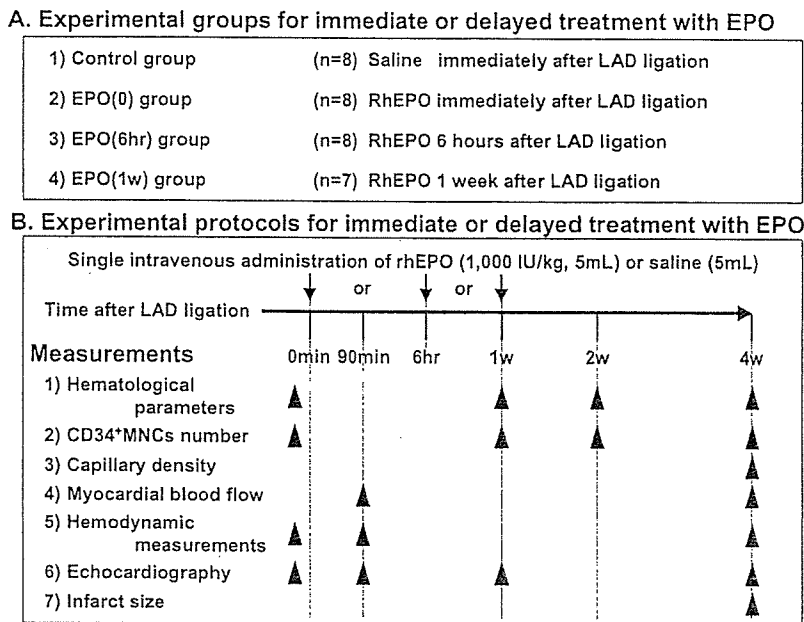 A. Experimental groups for immediate or delayed treatment with EPO
1) Control group (n=8) Saline immediately after LAD ligation
2) EPO(0) group (n=8) RhEPO immediately after LAD ligation
3) EPO(6hr) group (n=8) RhEPO 6 hours after LAD ligation
4) EPO(1w) group (n=7) RhEPO 1 week after LAD ligation
B. Experimental protocols for immediate or delayed treatment with EPO
Single intravenous administration of rhEPO (1,000 IU/kg, 5mL) or saline (5mL)
or or
Time after LAD ligation
Measurements 0min 90min 6hr 1w 2w 4w
1) Hematological
parameters
2) CD34⁺MNCs number
3) Capillary density
4) Myocardial blood flow
5) Hemodynamic
measurements
6) Echocardiography
7) Infarct size